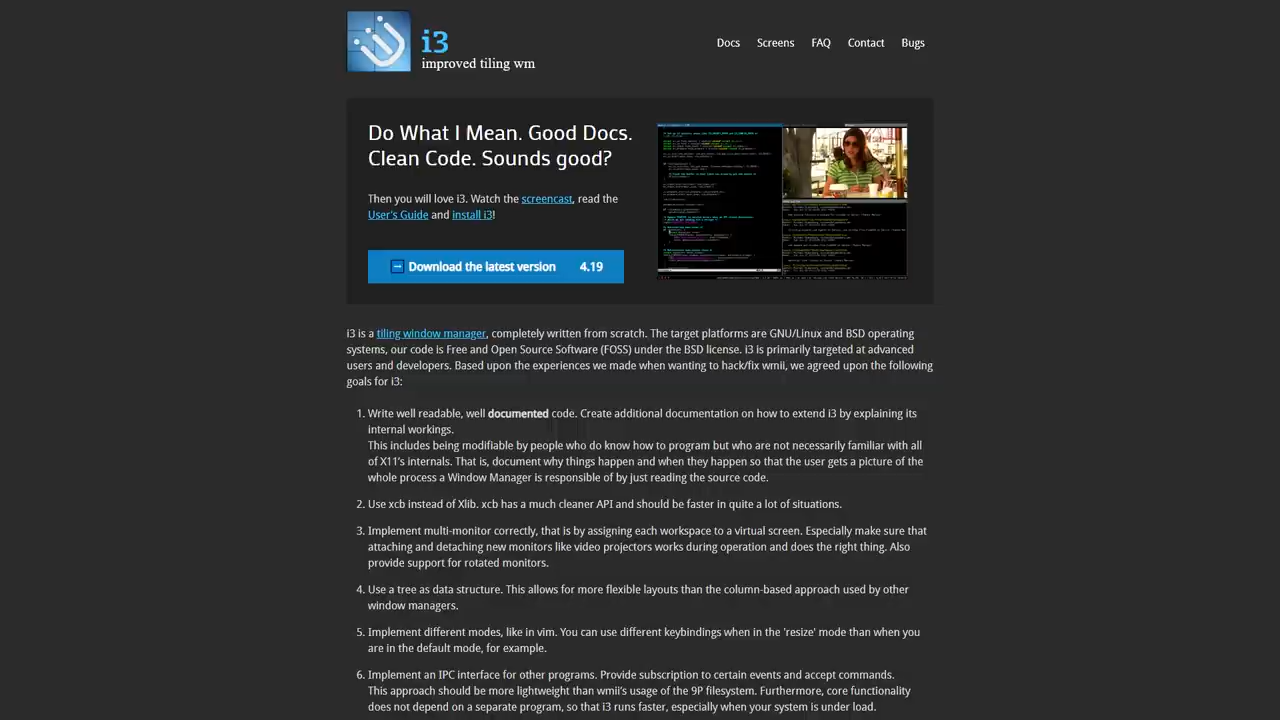 i3
improved tiling wm
Docs Screens FAQ Contact Bugs
Do What I Mean. Good Docs.
Clean Code. Sounds good?
Then you will love i3. Watch the screencast, read the
User's Guide and install i3!
Download the latest version 4.19
i3 is a tiling window manager, completely written from scratch. The target platforms are GNU/Linux and BSD operating
systems, our code is Free and Open Source Software (FOSS) under the BSD license. i3 is primarily targeted at advanced
users and developers. Based upon the experiences we made when wanting to hack/fix wmii, we agreed upon the following
goals for i3:
1. Write well readable, well documented code. Create additional documentation on how to extend i3 by explaining its
internal workings.
This includes being modifiable by people who do know how to program but who are not necessarily familiar with all
of X11's internals. That is, document why things happen and when they happen so that the user gets a picture of the
whole process a Window Manager is responsible of by just reading the source code.
2. Use xcb instead of Xlib. xcb has a much cleaner API and should be faster in quite a lot of situations.
3. Implement multi-monitor correctly, that is by assigning each workspace to a virtual screen. Especially make sure that
attaching and detaching new monitors like video projectors works during operation and does the right thing. Also
provide support for rotated monitors.
4. Use a tree as data structure. This allows for more flexible layouts than the column-based approach used by other
window managers.
5. Implement different modes, like in vim. You can use different keybindings when in the 'resize' mode than when you
are in the default mode, for example.
6. Implement an IPC interface for other programs. Provide subscription to certain events and accept commands.
This approach should be more lightweight than wmii's usage of the 9P filesystem. Furthermore, core functionality
does not depend on a separate program, so that i3 runs faster, especially when your system is under load.